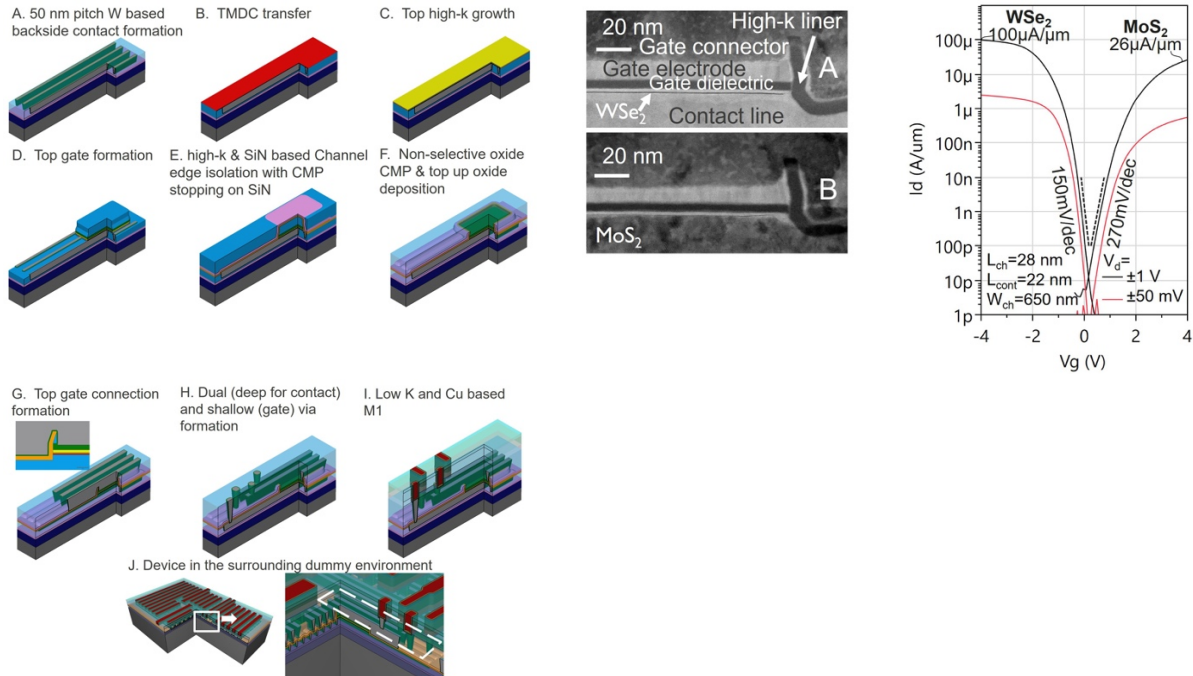 A. 50 nm pitch W based
backside contact formation
B. TMDC transfer
C. Top high-k growth
D. Top gate formation
E. high-k & SiN based Channel
edge isolation with CMP
stopping on SiN
F. Non-selective oxide
CMP & top up oxide
deposition
G. Top gate connection
formation
H. Dual (deep for contact)
and shallow (gate) via
formation
I. Low K and Cu based
M1
J. Device in the surrounding dummy environment
20 nm
High-k liner
Gate connector
Gate electrode
A
Gate dielectric
WSe₂
Contact line
20 nm
B
MoS₂
WSe₂
100µA/µm
MoS₂
26µA/µm
Id (A/um)
100µ
10µ
1µ
100n
10n
1n
100p
10p
1p
150mV/dec
270mV/dec
Lch=28 nm
Lcont=22 nm
Wch=650 nm
Vd=
±1 V
±50 mV
-4 -2 0 2 4
Vg (V)